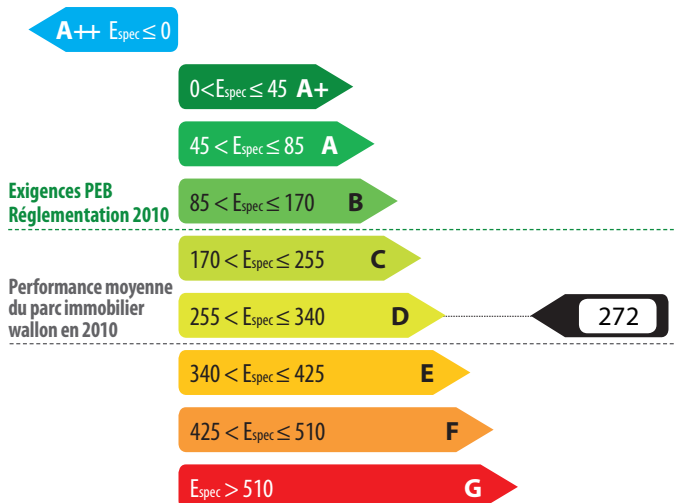 A++ Espec ≤ 0
0<Espec ≤ 45 A+
45 < Espec ≤ 85 A
Exigences PEB
Réglementation 2010
85 < Espec ≤ 170 B
170 < Espec ≤ 255 C
Performance moyenne
du parc immobilier
wallon en 2010
255 < Espec ≤ 340 D
272
340 < Espec ≤ 425 E
425 < Espec ≤ 510 F
Espec > 510 G